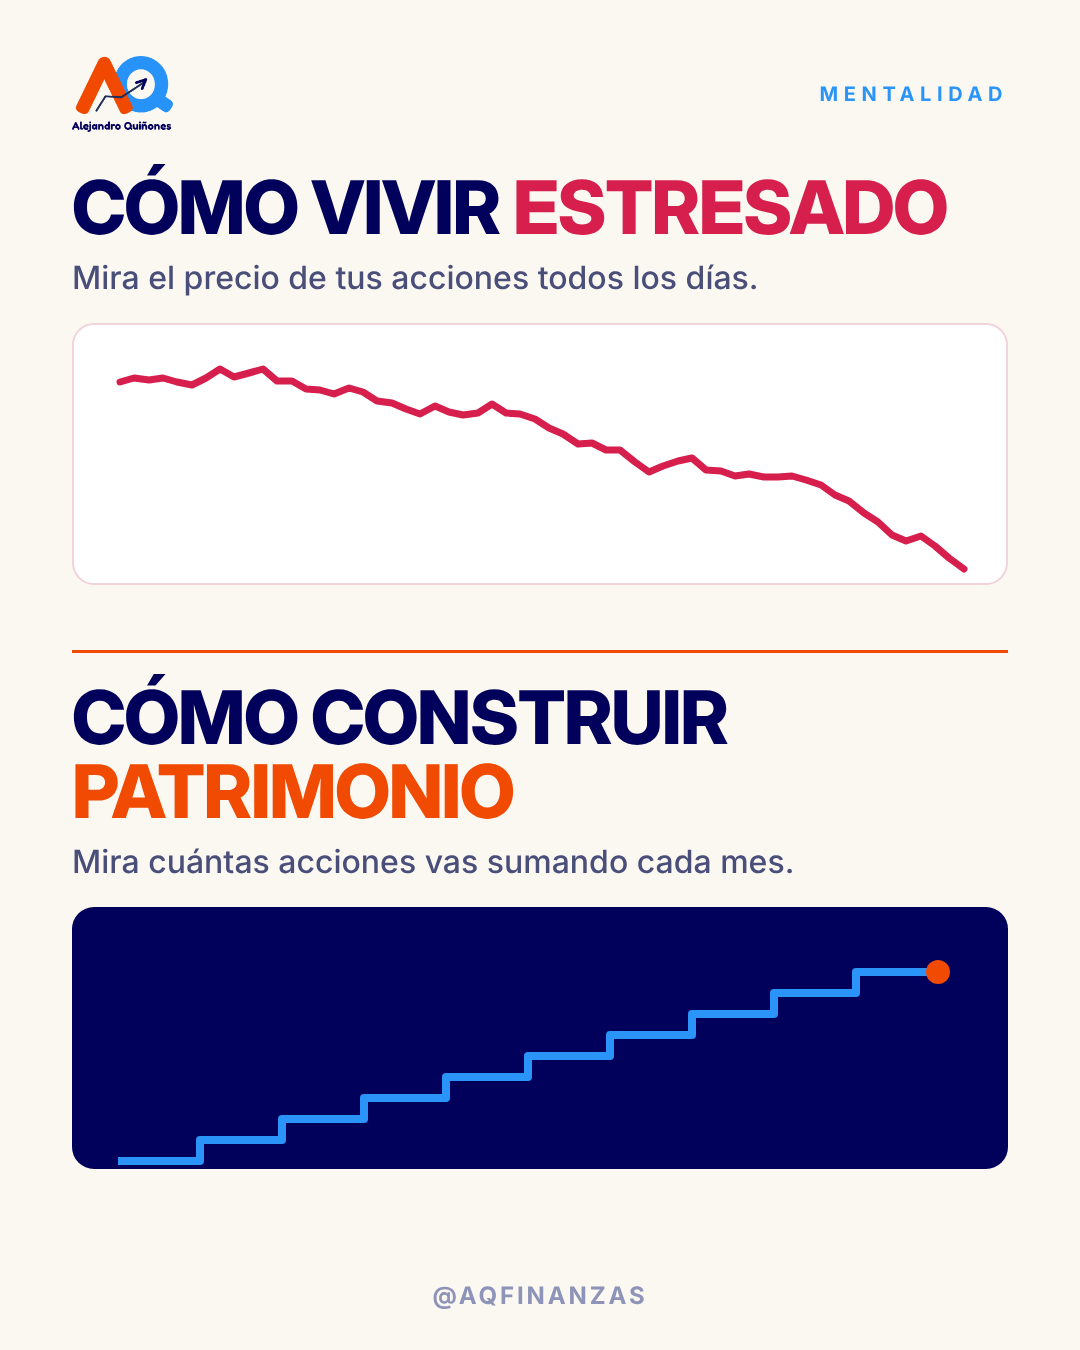 AQ
Alejandro Quiñones
MENTALIDAD
CÓMO VIVIR ESTRESADO
Mira el precio de tus acciones todos los días.
CÓMO CONSTRUIR
PATRIMONIO
Mira cuántas acciones vas sumando cada mes.
@AQFINANZAS